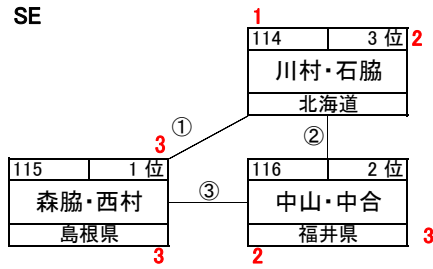 SE
1
114 3 位 2
川村・石脇
北海道
① 3 ②
115 1 位
116 2 位
森脇・西村 ③ 中山・中合
島根県 福井県 3
3 2